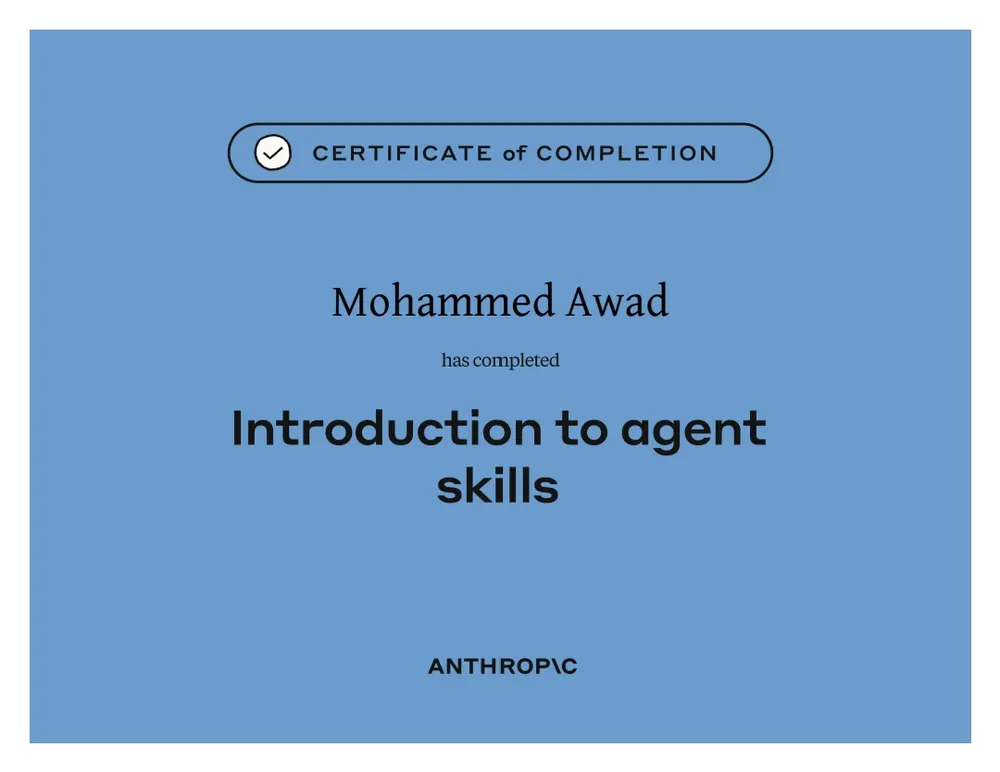 CERTIFICATE of COMPLETION
Mohammed Awad
has completed
Introduction to agent
skills
ANTHROP\C